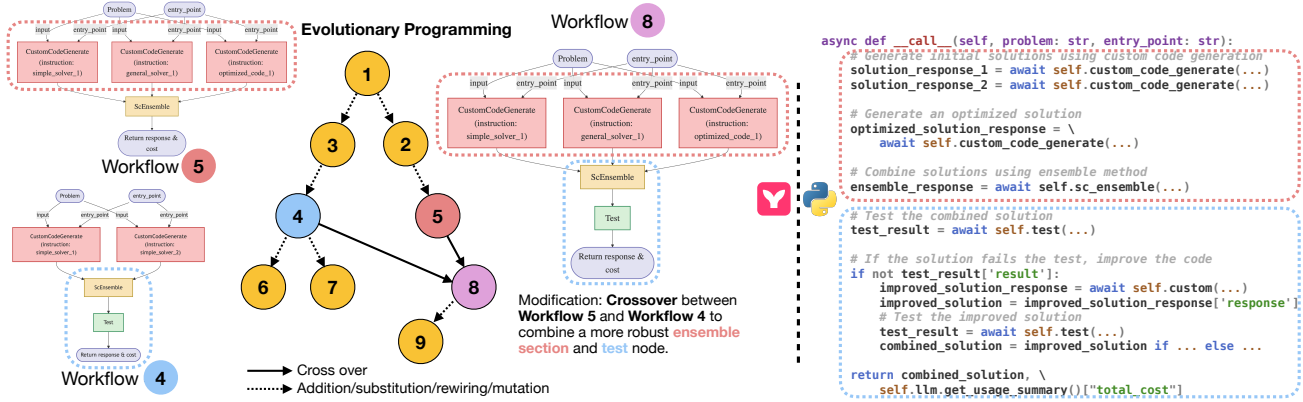 Problem
entry_point
input
entry_point
input
entry_point
input
entry_point
CustomCodeGenerate
(instruction:
simple_solver_1)
CustomCodeGenerate
(instruction:
general_solver_1)
CustomCodeGenerate
(instruction:
optimized_code_1)
ScEnsemble
Return response &
cost
Workflow 5
Problem
entry_point
input
entry_point
input
entry_point
CustomCodeGenerate
(instruction:
simple_solver_1)
CustomCodeGenerate
(instruction:
simple_solver_2)
ScEnsemble
Test
Return response & cost
Workflow 4
Evolutionary Programming
1
3
2
4
5
6
7
8
9
Cross over
Addition/substitution/rewiring/mutation
Workflow 8
Problem
entry_point
input
entry_point
input
entry_point
input
entry_point
CustomCodeGenerate
(instruction:
simple_solver_1)
CustomCodeGenerate
(instruction:
general_solver_1)
CustomCodeGenerate
(instruction:
optimized_code_1)
ScEnsemble
Test
Return response &
cost
Modification: Crossover between
Workflow 5 and Workflow 4 to
combine a more robust ensemble
section and test node.
async def __call__(self, problem: str, entry_point: str):
# Generate initial solutions using custom code generation
solution_response_1 = await self.custom_code_generate(...)
solution_response_2 = await self.custom_code_generate(...)
# Generate an optimized solution
optimized_solution_response = \
await self.custom_code_generate(...)
# Combine solutions using ensemble method
ensemble_response = await self.sc_ensemble(...)
# Test the combined solution
test_result = await self.test(...)
# If the solution fails the test, improve the code
if not test_result['result']:
improved_solution_response = await self.custom(...)
improved_solution = improved_solution_response['response']
# Test the improved solution
test_result = await self.test(...)
combined_solution = improved_solution if ... else ...
return combined_solution, \
self.llm.get_usage_summary()["total_cost"]